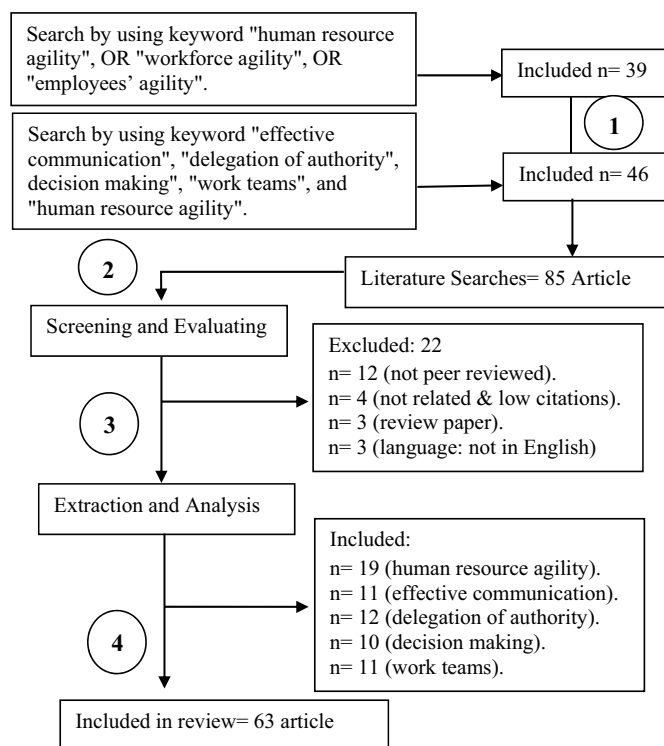 Search by using keyword "human resource
agility", OR "workforce agility", OR
"employees’ agility".
Included n= 39
1
Search by using keyword "effective
communication", "delegation of authority",
decision making", "work teams", and
"human resource agility".
Included n= 46
2
Literature Searches= 85 Article
Screening and Evaluating
Excluded: 22
n= 12 (not peer reviewed).
n= 4 (not related & low citations).
n= 3 (review paper).
n= 3 (language: not in English)
3
Extraction and Analysis
Included:
n= 19 (human resource agility).
n= 11 (effective communication).
n= 12 (delegation of authority).
n= 10 (decision making).
n= 11 (work teams).
4
Included in review= 63 article